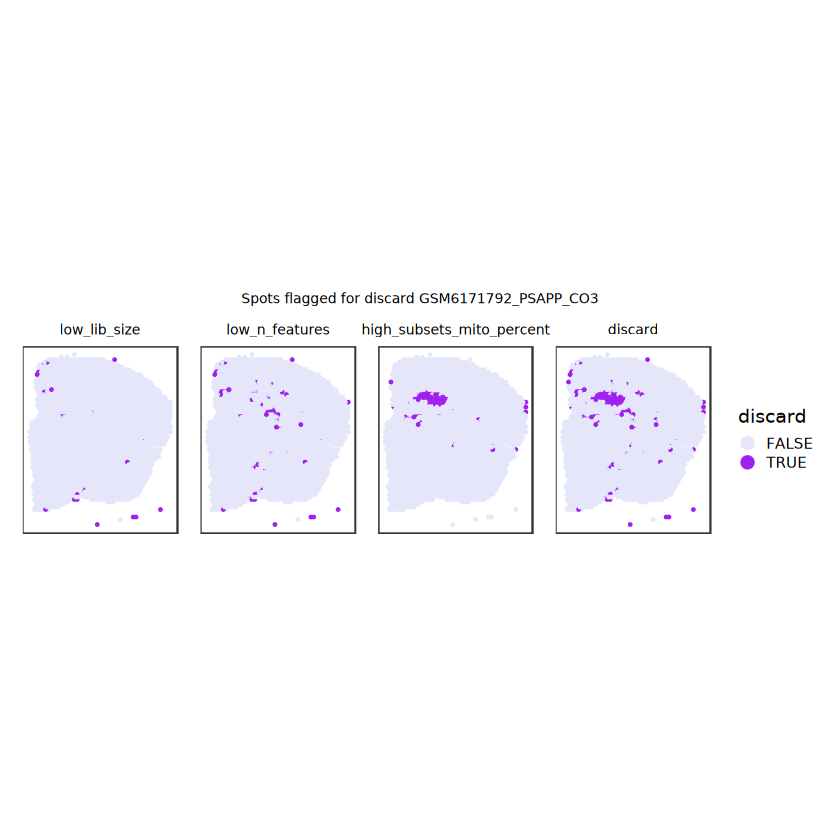 Spots flagged for discard GSM6171792_PSAPP_CO3
low_lib_size
low_n_features
high_subsets_mito_percent
discard
discard
FALSE
TRUE